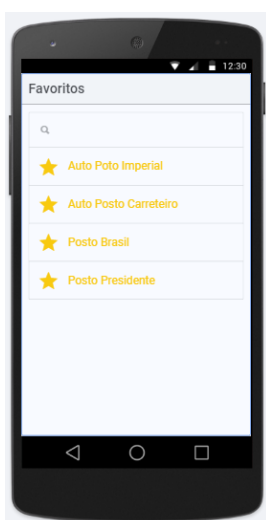 12:30
Favoritos
Auto Poto Imperial
Auto Posto Carreteiro
Posto Brasil
Posto Presidente